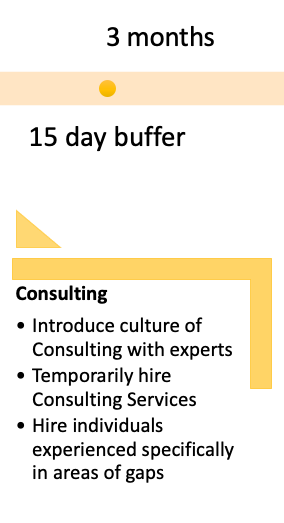 3 months
15 day buffer
Consulting
• Introduce culture of
Consulting with experts
• Temporarily hire
Consulting Services
• Hire individuals
experienced specifically
in areas of gaps